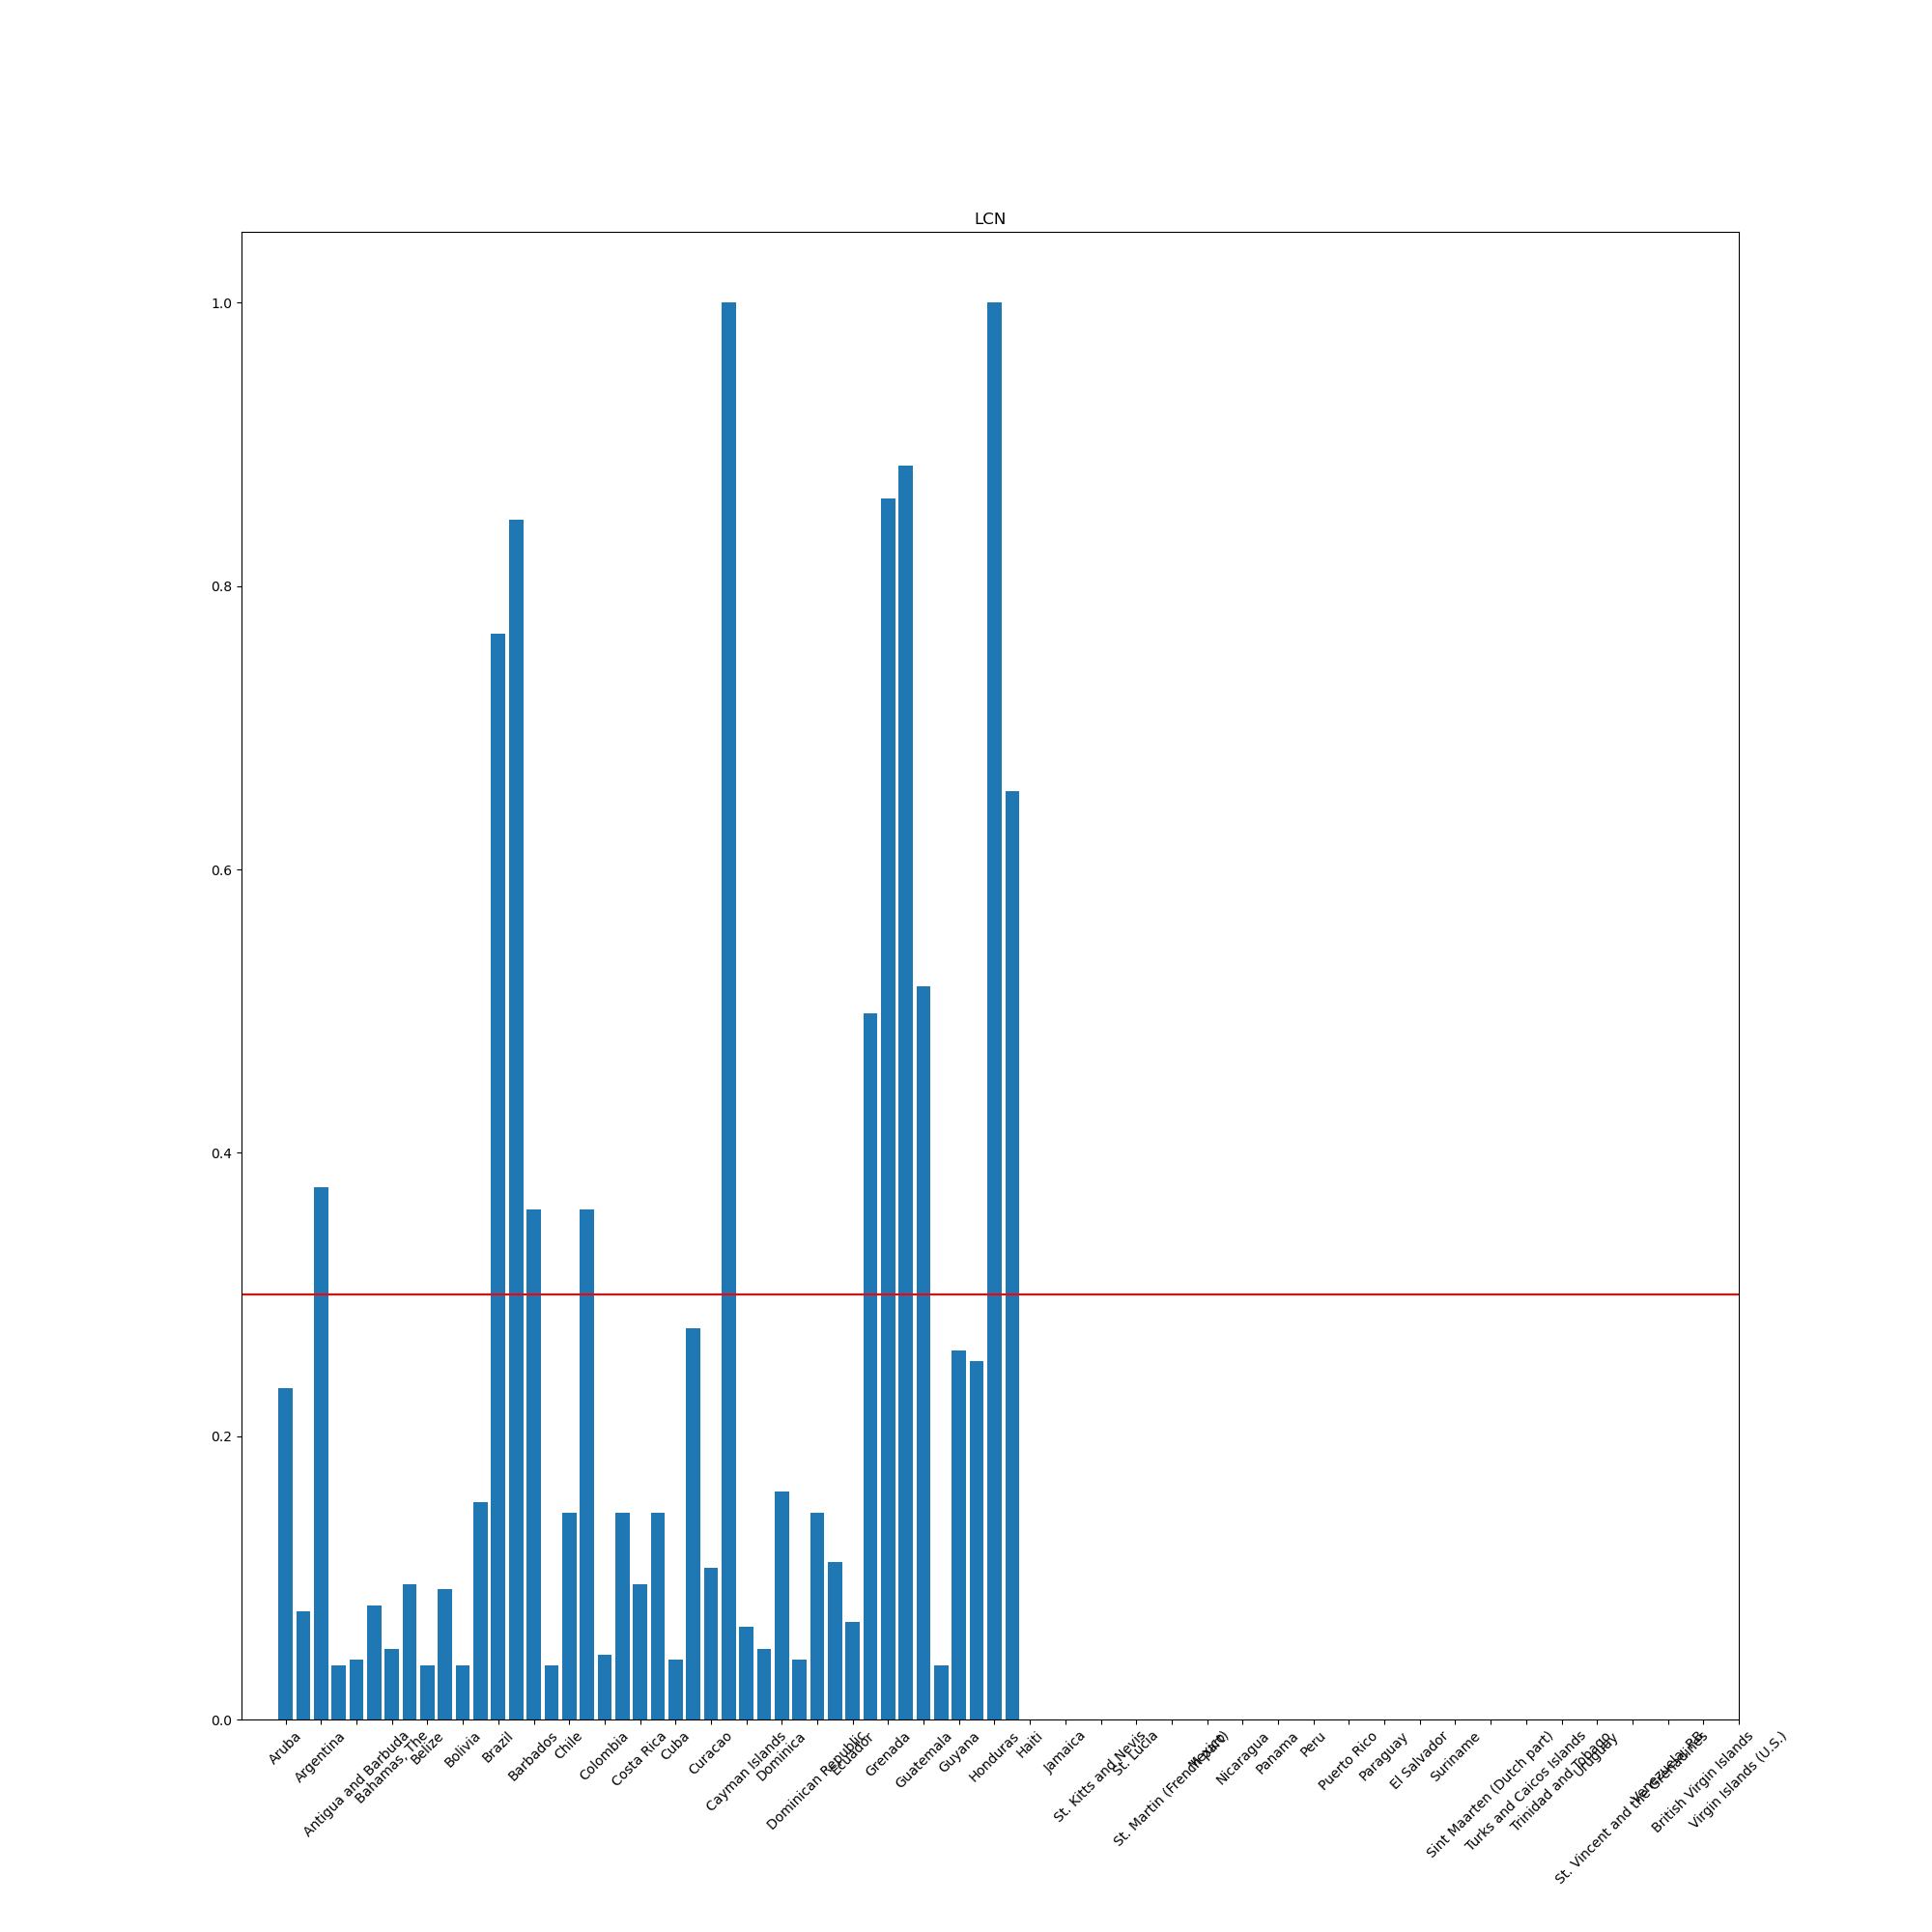 LCN
1.0
0.8
0.6
0.4
0.2
0.0
Aruba
Argentina
Antigua and Barbuda
Bahamas, The
Belize
Bolivia
Brazil
Barbados
Chile
Colombia
Costa Rica
Cuba
Curacao
Cayman Islands
Dominica
Dominican Republic
Ecuador
Grenada
Guatemala
Guyana
Honduras
Haiti
Jamaica
St. Kitts and Nevis
St. Lucia
St. Martin (French part)
Mexico
Nicaragua
Panama
Peru
Puerto Rico
Paraguay
El Salvador
Suriname
Sint Maarten (Dutch part)
Turks and Caicos Islands
Trinidad and Tobago
Uruguay
St. Vincent and the Grenadines
Venezuela, RB
British Virgin Islands
Virgin Islands (U.S.)